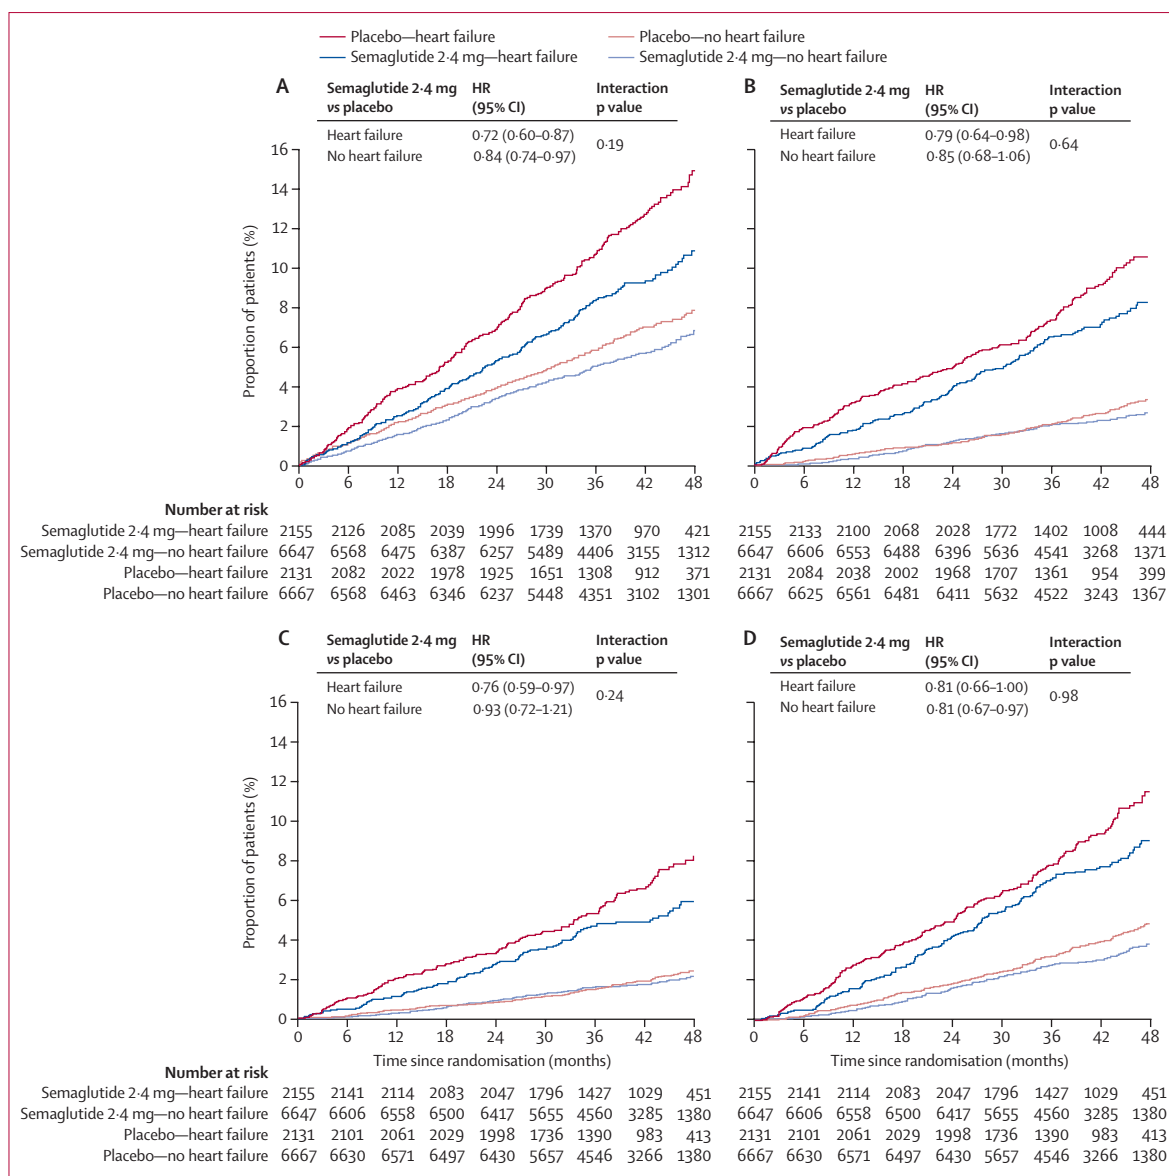 Placebo—heart failure Placebo—no heart failure
Semaglutide 2·4 mg—heart failure Semaglutide 2·4 mg—no heart failure
A Semaglutide 2·4 mg HR Interaction
vs placebo (95% CI) p value
Heart failure 0·72 (0·60–0·87) 0·19
No heart failure 0·84 (0·74–0·97)
16
14
12
10
8
6
4
2
0
Proportion of patients (%)
0 6 12 18 24 30 36 42 48
B Semaglutide 2·4 mg HR Interaction
vs placebo (95% CI) p value
Heart failure 0·79 (0·64–0·98) 0·64
No heart failure 0·85 (0·68–1·06)
0 6 12 18 24 30 36 42 48
Number at risk
Semaglutide 2·4 mg—heart failure 2155 2126 2085 2039 1996 1739 1370 970 421 2155 2133 2100 2068 2028 1772 1402 1008 444
Semaglutide 2·4 mg—no heart failure 6647 6568 6475 6387 6257 5489 4406 3155 1312 6647 6606 6553 6488 6396 5636 4541 3268 1371
Placebo—heart failure 2131 2082 2022 1978 1925 1651 1308 912 371 2131 2084 2038 2002 1968 1707 1361 954 399
Placebo—no heart failure 6667 6568 6463 6346 6237 5448 4351 3102 1301 6667 6625 6561 6481 6411 5632 4522 3243 1367
C Semaglutide 2·4 mg HR Interaction
vs placebo (95% CI) p value
Heart failure 0·76 (0·59–0·97) 0·24
No heart failure 0·93 (0·72–1·21)
16
14
12
10
8
6
4
2
0
Proportion of patients (%)
0 6 12 18 24 30 36 42 48
Time since randomisation (months)
D Semaglutide 2·4 mg HR Interaction
vs placebo (95% CI) p value
Heart failure 0·81 (0·66–1·00) 0·98
No heart failure 0·81 (0·67–0·97)
0 6 12 18 24 30 36 42 48
Time since randomisation (months)
Number at risk
Semaglutide 2·4 mg—heart failure 2155 2141 2114 2083 2047 1796 1427 1029 451 2155 2141 2114 2083 2047 1796 1427 1029 451
Semaglutide 2·4 mg—no heart failure 6647 6606 6558 6500 6417 5655 4560 3285 1380 6647 6606 6558 6500 6417 5655 4560 3285 1380
Placebo—heart failure 2131 2101 2061 2029 1998 1736 1390 983 413 2131 2101 2061 2029 1998 1736 1390 983 413
Placebo—no heart failure 6667 6630 6571 6497 6430 5657 4546 3266 1380 6667 6630 6571 6497 6430 5657 4546 3266 1380